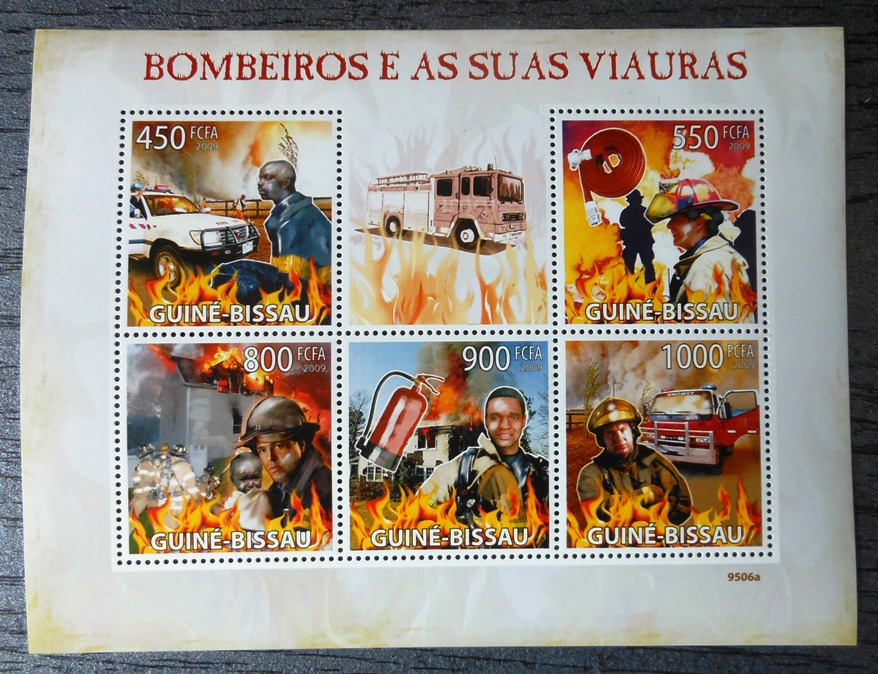 BOMBEIROS E AS SUAS VIAURAS
450 FCFA
2009
GUINÉ-BISSAU
550 FCFA
2009
GUINÉ-BISSAU
800 FCFA
2009
GUINÉ-BISSAU
900 FCFA
2009
GUINÉ-BISSAU
1000 FCFA
2009
GUINÉ-BISSAU
9506a